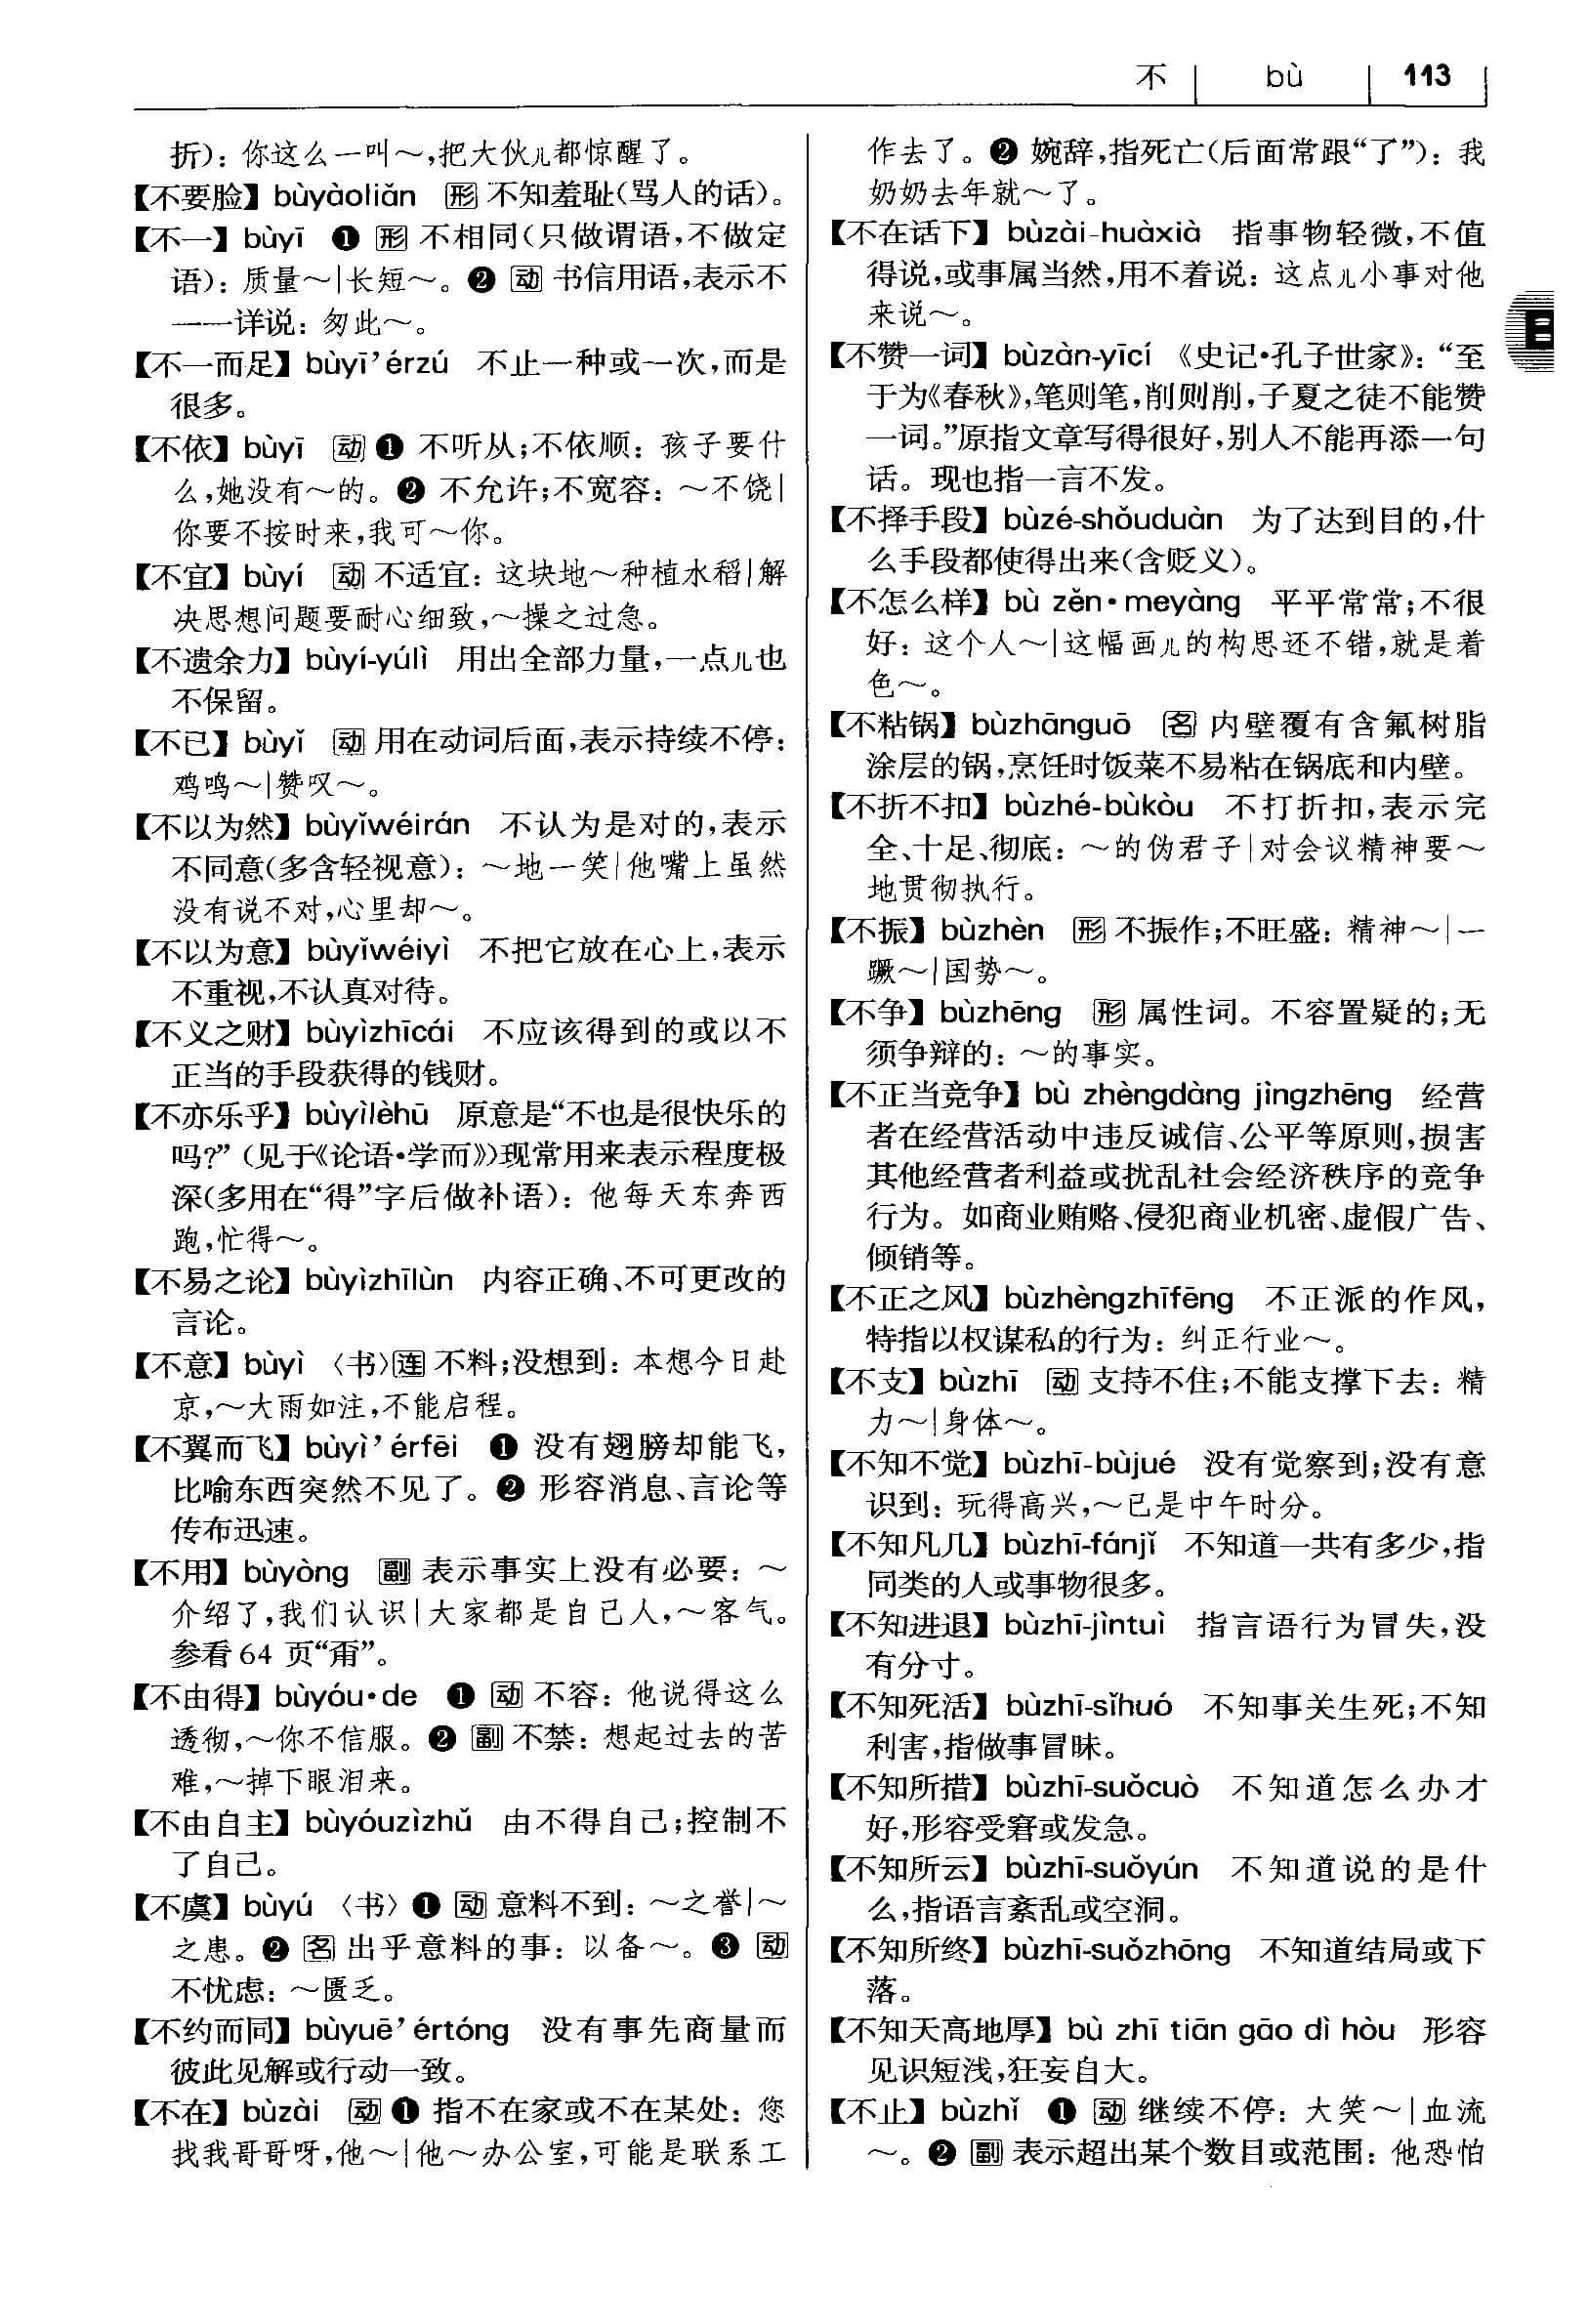 不 | bù | 113
折）：你这么一叫～，把大伙儿都惊醒了。
【不要脸】bùyàoliǎn 形 不知羞耻（骂人的话）。
【不一】bùyī ❶ 形 不相同（只做谓语，不做定
语）：质量～|长短～。❷ 动 书信用语，表示不
一一详说：匆此～。
【不一而足】bùyī’érzú 不止一种或一次，而是
很多。
【不依】bùyī 动 ❶ 不听从；不依顺：孩子要什
么，她没有～的。❷ 不允许；不宽容：～不饶|
你要不按时来，我可～你。
【不宜】bùyí 动 不适宜：这块地～种植水稻|解
决思想问题要耐心细致，～操之过急。
【不遗余力】bùyí-yúlì 用出全部力量，一点儿也
不保留。
【不已】bùyǐ 动 用在动词后面，表示持续不停：
鸡鸣～|赞叹～。
【不以为然】bùyǐwéirán 不认为是对的，表示
不同意（多含轻视意）：～地一笑|他嘴上虽然
没有说不对，心里却～。
【不以为意】bùyǐwéiyì 不把它放在心上，表示
不重视，不认真对待。
【不义之财】bùyìzhīcái 不应该得到的或以不
正当的手段获得的钱财。
【不亦乐乎】bùyìlèhū 原意是“不也是很快乐的
吗？”（见于《论语·学而》）现常用来表示程度极
深（多用在“得”字后做补语）：他每天东奔西
跑，忙得～。
【不易之论】bùyìzhīlùn 内容正确、不可更改的
言论。
【不意】bùyì 〈书〉连 不料；没想到：本想今日赴
京，～大雨如注，不能启程。
【不翼而飞】bùyì’érfēi ❶ 没有翅膀却能飞，
比喻东西突然不见了。❷ 形容消息、言论等
传布迅速。
【不用】bùyòng 副 表示事实上没有必要：～
介绍了，我们认识|大家都是自己人，～客气。
参看64 页“甭”。
【不由得】bùyóu·de ❶ 动 不容：他说得这么
透彻，～你不信服。❷ 副 不禁：想起过去的苦
难，～掉下眼泪来。
【不由自主】bùyóuzìzhǔ 由不得自己；控制不
了自己。
【不虞】bùyú 〈书〉❶ 动 意料不到：～之誉|～
之患。❷ 名 出乎意料的事：以备～。❸ 动
不忧虑：～匮乏。
【不约而同】bùyuē’értóng 没有事先商量而
彼此见解或行动一致。
【不在】bùzài 动 ❶ 指不在家或不在某处：您
找我哥哥呀，他～|他～办公室，可能是联系工
作去了。❷ 婉辞，指死亡（后面常跟“了”）：我
奶奶去年就～了。
【不在话下】bùzài-huàxià 指事物轻微，不值
得说，或事属当然，用不着说：这点儿小事对他
来说～。
【不赞一词】bùzàn-yīcí 《史记·孔子世家》：“至
于为《春秋》，笔则笔，削则削，子夏之徒不能赞
一词。”原指文章写得很好，别人不能再添一句
话。现也指一言不发。
【不择手段】bùzé-shǒuduàn 为了达到目的，什
么手段都使得出来（含贬义）。
【不怎么样】bù zěn·meyàng 平平常常；不很
好：这个人～|这幅画儿的构思还不错，就是着
色～。
【不粘锅】bùzhānguō 名 内壁覆有含氟树脂
涂层的锅，烹饪时饭菜不易粘在锅底和内壁。
【不折不扣】bùzhé-bùkòu 不打折扣，表示完
全、十足、彻底：～的伪君子|对会议精神要～
地贯彻执行。
【不振】bùzhèn 形 不振作；不旺盛：精神～|一
蹶～|国势～。
【不争】bùzhēng 形 属性词。不容置疑的；无
须争辩的：～的事实。
【不正当竞争】bù zhèngdàng jìngzhēng 经营
者在经营活动中违反诚信、公平等原则，损害
其他经营者利益或扰乱社会经济秩序的竞争
行为。如商业贿赂、侵犯商业机密、虚假广告、
倾销等。
【不正之风】bùzhèngzhīfēng 不正派的作风，
特指以权谋私的行为：纠正行业～。
【不支】bùzhī 动 支持不住；不能支撑下去：精
力～|身体～。
【不知不觉】bùzhī-bùjué 没有觉察到；没有意
识到：玩得高兴，～已是中午时分。
【不知凡几】bùzhī-fánjǐ 不知道一共有多少，指
同类的人或事物很多。
【不知进退】bùzhī-jìntuì 指言语行为冒失，没
有分寸。
【不知死活】bùzhī-sǐhuó 不知事关生死；不知
利害，指做事冒昧。
【不知所措】bùzhī-suǒcuò 不知道怎么办才
好，形容受窘或发急。
【不知所云】bùzhī-suǒyún 不知道说的是什
么，指语言紊乱或空洞。
【不知所终】bùzhī-suǒzhōng 不知道结局或下
落。
【不知天高地厚】bù zhī tiān gāo dì hòu 形容
见识短浅，狂妄自大。
【不止】bùzhǐ ❶ 动 继续不停：大笑～|血流
～。❷ 副 表示超出某个数目或范围：他恐怕